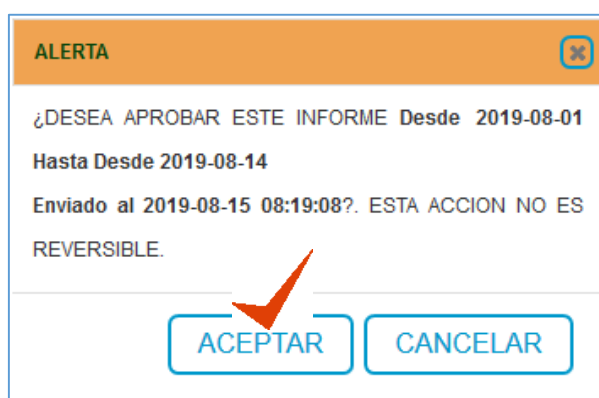 ALERTA
¿DESEA APROBAR ESTE INFORME Desde 2019-08-01
Hasta Desde 2019-08-14
Enviado al 2019-08-15 08:19:08?. ESTA ACCION NO ES
REVERSIBLE.
ACEPTAR CANCELAR